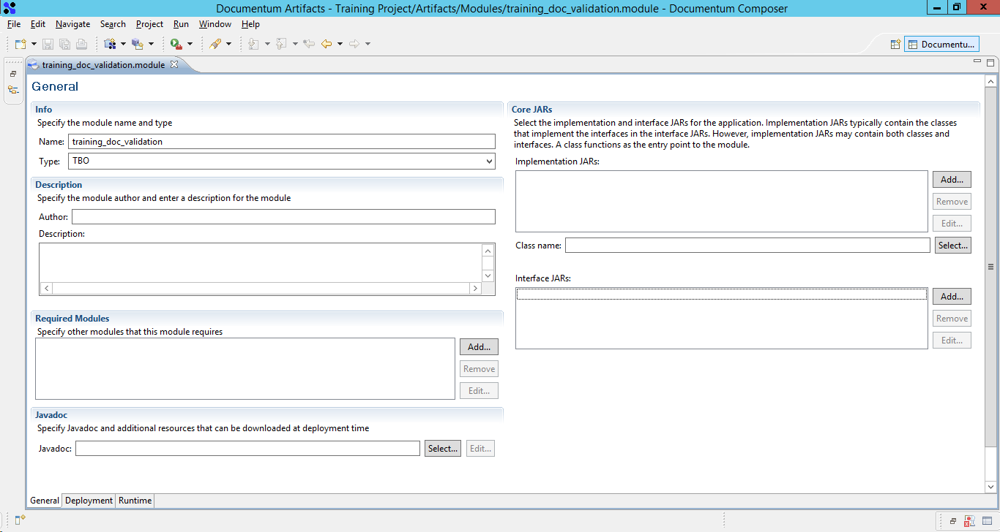 Documentum Artifacts - Training Project/Artifacts/Modules/training_doc_validation.module - Documentum Composer
File Edit Navigate Search Project Run Window Help
Documentu...
training_doc_validation.module
General
Info
Specify the module name and type
Name: training_doc_validation
Type: TBO
Description
Specify the module author and enter a description for the module
Author:
Description:
Required Modules
Specify other modules that this module requires
Add...
Remove
Edit...
Javadoc
Specify Javadoc and additional resources that can be downloaded at deployment time
Javadoc: Select... Edit...
Core JARs
Select the implementation and interface JARs for the application. Implementation JARs typically contain the classes
that implement the interfaces in the interface JARs. However, implementation JARs may contain both classes and
interfaces. A class functions as the entry point to the module.
Implementation JARs:
Add...
Remove
Edit...
Class name: Select...
Interface JARs:
Add...
Remove
Edit...
General Deployment Runtime